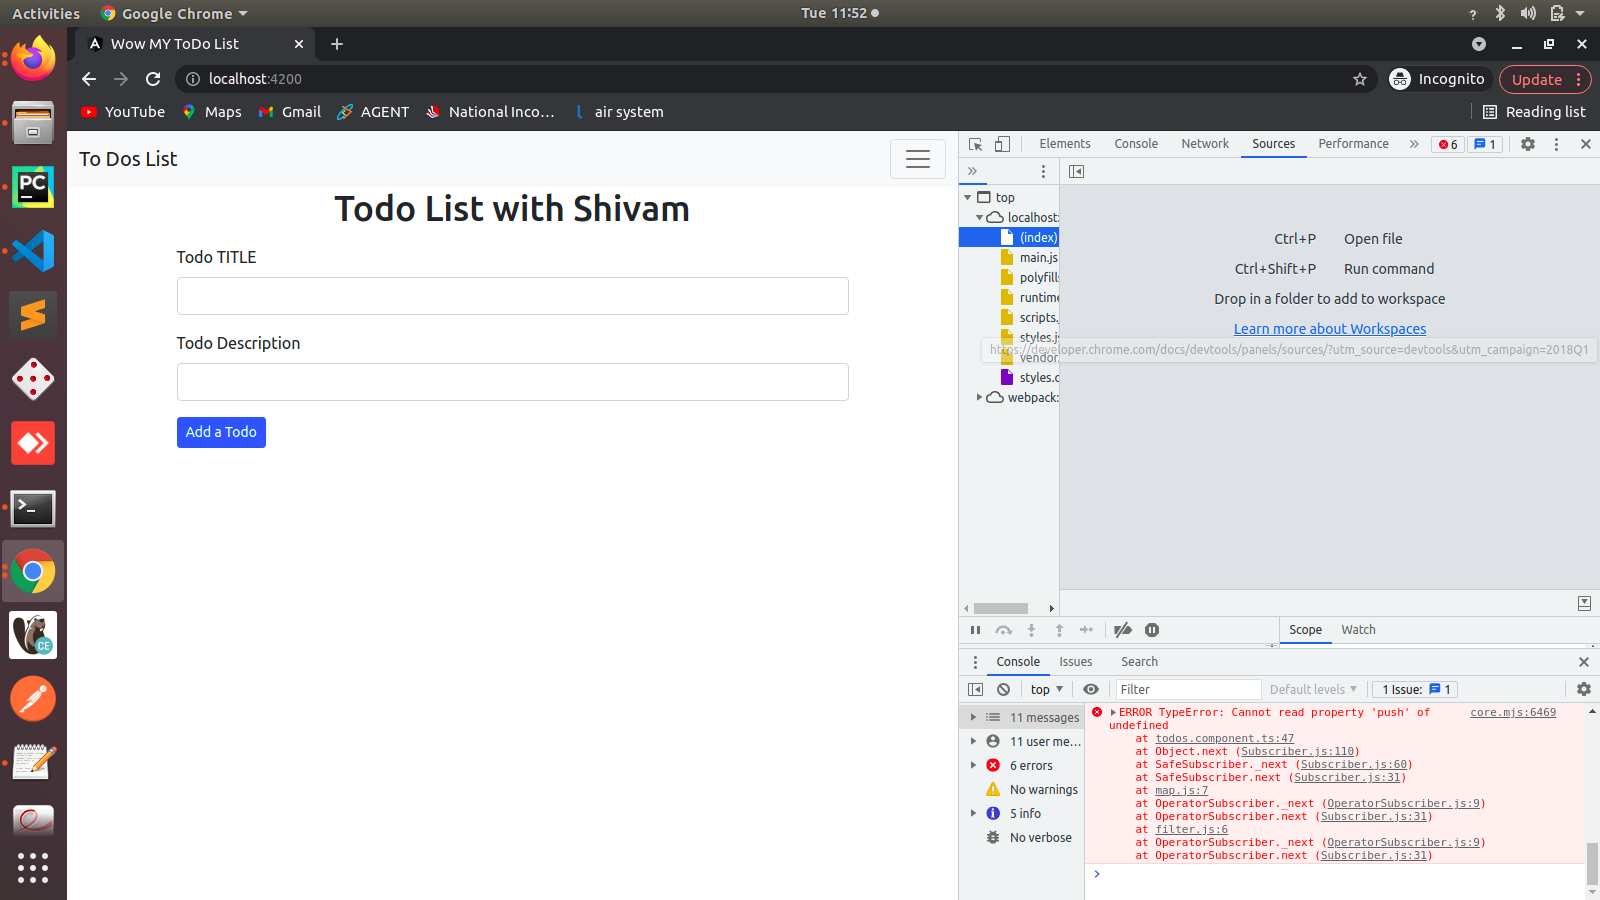 Activities
Google Chrome
Tue 11:52
?
Wow MY ToDo List
localhost:4200
Incognito
Update
YouTube
Maps
Gmail
AGENT
National Inco…
air system
Reading list
To Dos List
Todo List with Shivam
Todo TITLE
Todo Description
Add a Todo
Elements
Console
Network
Sources
Performance
»
6
1
»
top
localhost:
(index)
main.js
polyfill
runtime
scripts.
styles.js
vendor.
styles.c
webpack:
Ctrl+P Open file
Ctrl+Shift+P Run command
Drop in a folder to add to workspace
Learn more about Workspaces
https://developer.chrome.com/docs/devtools/panels/sources/?utm_source=devtools&utm_campaign=2018Q1
Scope
Watch
Console
Issues
Search
top
Filter
Default levels
1 Issue: 1
11 messages
11 user me…
6 errors
No warnings
5 info
No verbose
ERROR TypeError: Cannot read property 'push' of core.mjs:6469
undefined
at todos.component.ts:47
at Object.next (Subscriber.js:110)
at SafeSubscriber._next (Subscriber.js:60)
at SafeSubscriber.next (Subscriber.js:31)
at map.js:7
at OperatorSubscriber._next (OperatorSubscriber.js:9)
at OperatorSubscriber.next (Subscriber.js:31)
at filter.js:6
at OperatorSubscriber._next (OperatorSubscriber.js:9)
at OperatorSubscriber.next (Subscriber.js:31)
>
PC
CE